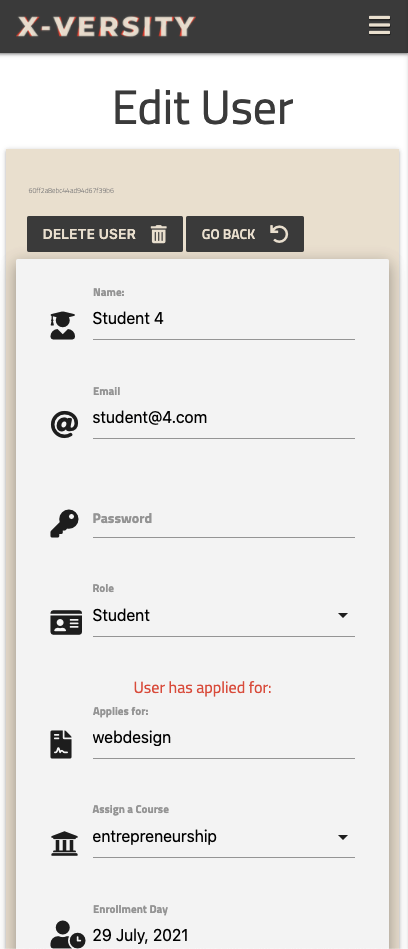 X-VERSITY
Edit User
60ff2a8ebc44ad94d67f39b6
DELETE USER
GO BACK
Name:
Student 4
Email
student@4.com
Password
Role
Student
User has applied for:
Applies for:
webdesign
Assign a Course
entrepreneurship
Enrollment Day
29 July, 2021